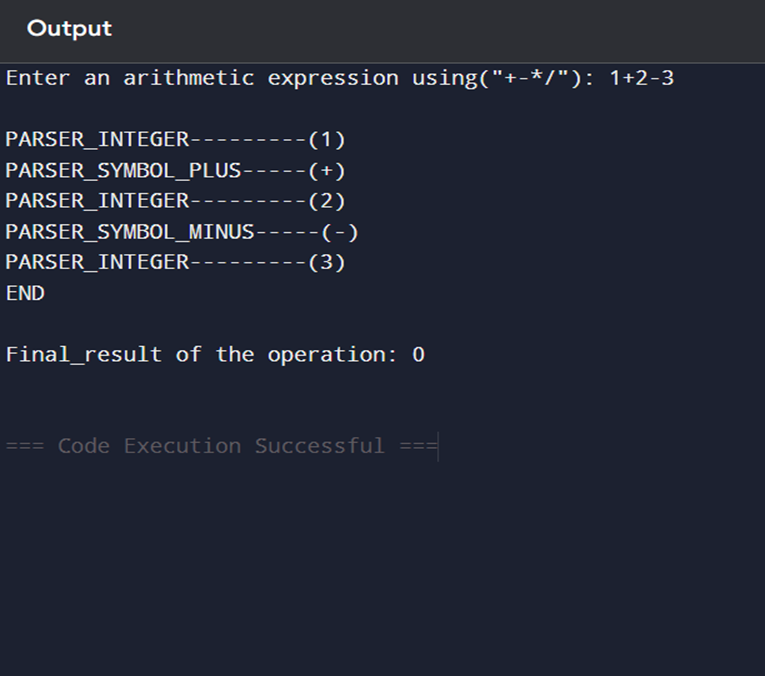 Output
Enter an arithmetic expression using("+-*/"): 1+2-3
PARSER_INTEGER---------(1)
PARSER_SYMBOL_PLUS-----(+)
PARSER_INTEGER---------(2)
PARSER_SYMBOL_MINUS-----(-)
PARSER_INTEGER---------(3)
END
Final_result of the operation: 0
=== Code Execution Successful ===